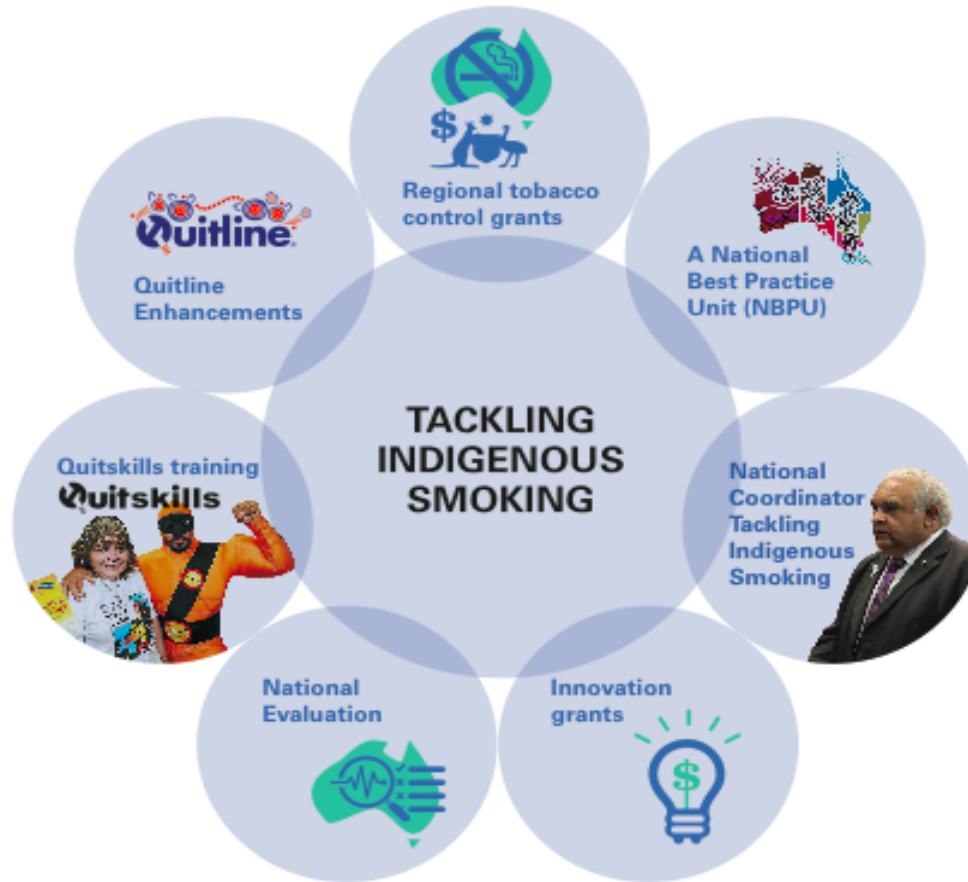 Regional tobacco
control grants
Quitline®
Quitline
Enhancements
A National
Best Practice
Unit (NBPU)
TACKLING
INDIGENOUS
SMOKING
Quitskills training
Quitskills
National
Coordinator
Tackling
Indigenous
Smoking
National
Evaluation
Innovation
grants
$
$